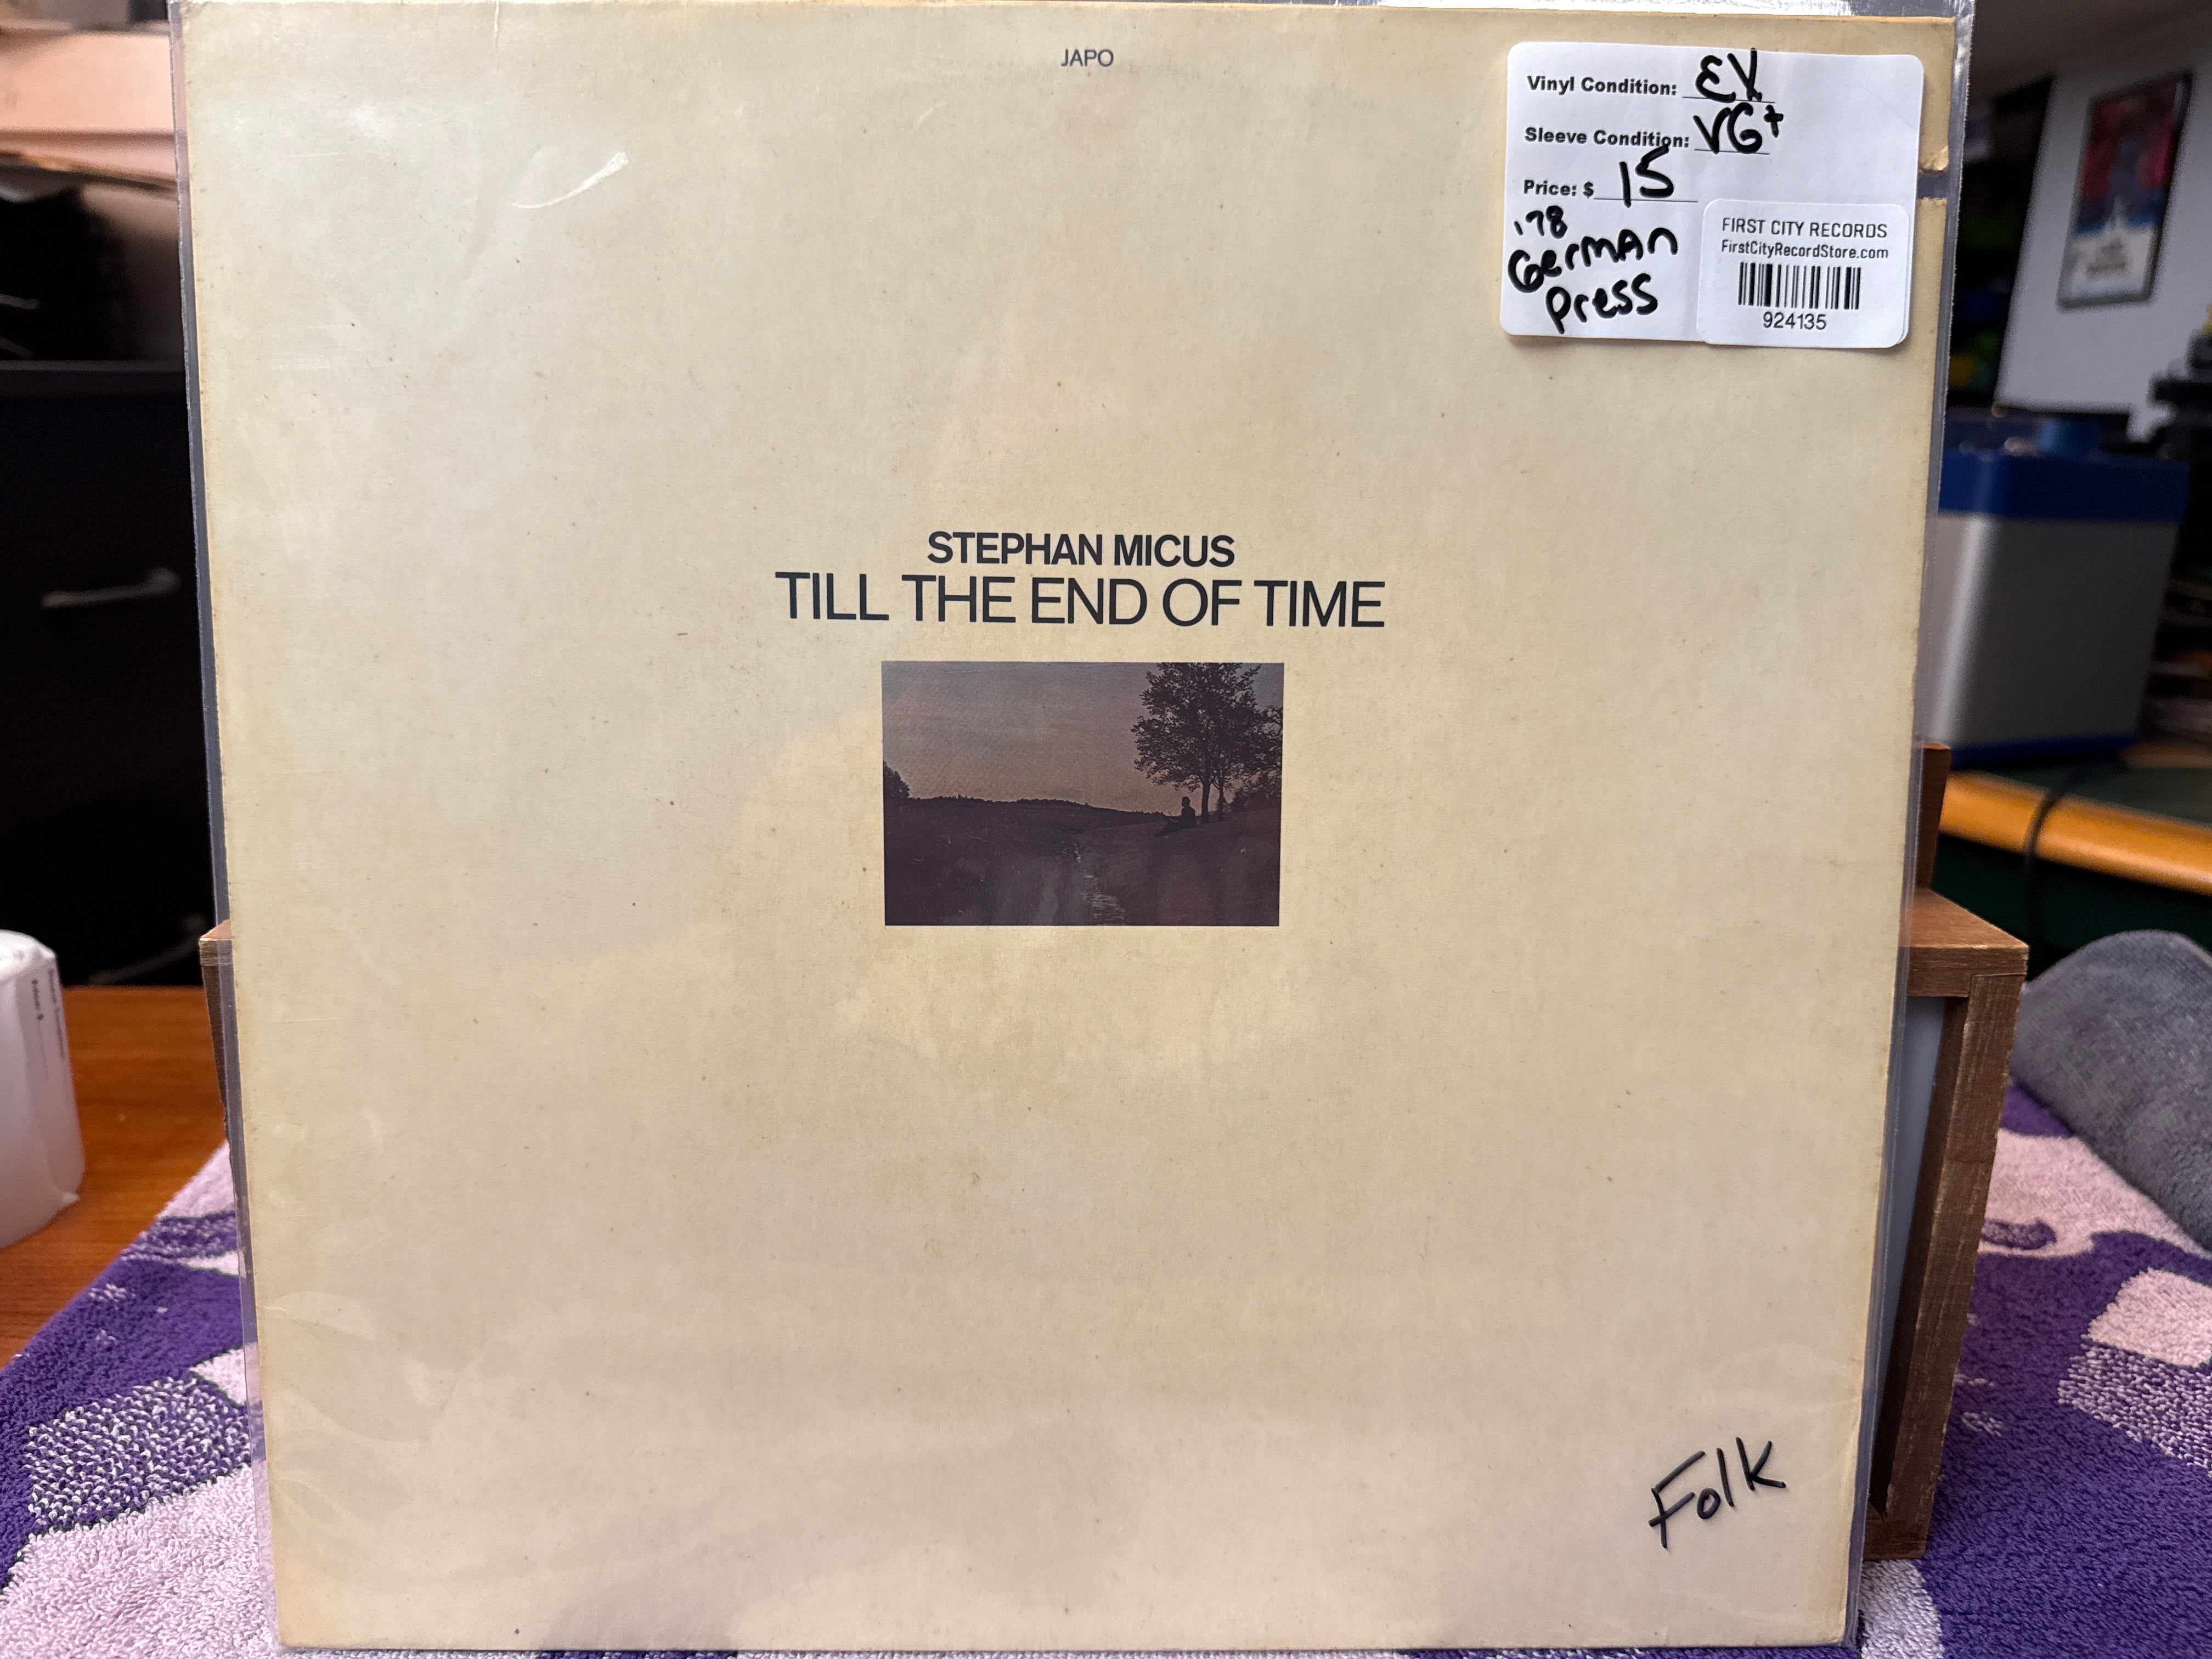 JAPO
Vinyl Condition: EX
Sleeve Condition: VG+
Price: $ 15
'78
German
Press
FIRST CITY RECORDS
FirstCityRecordStore.com
924135
STEPHAN MICUS
TILL THE END OF TIME
Folk